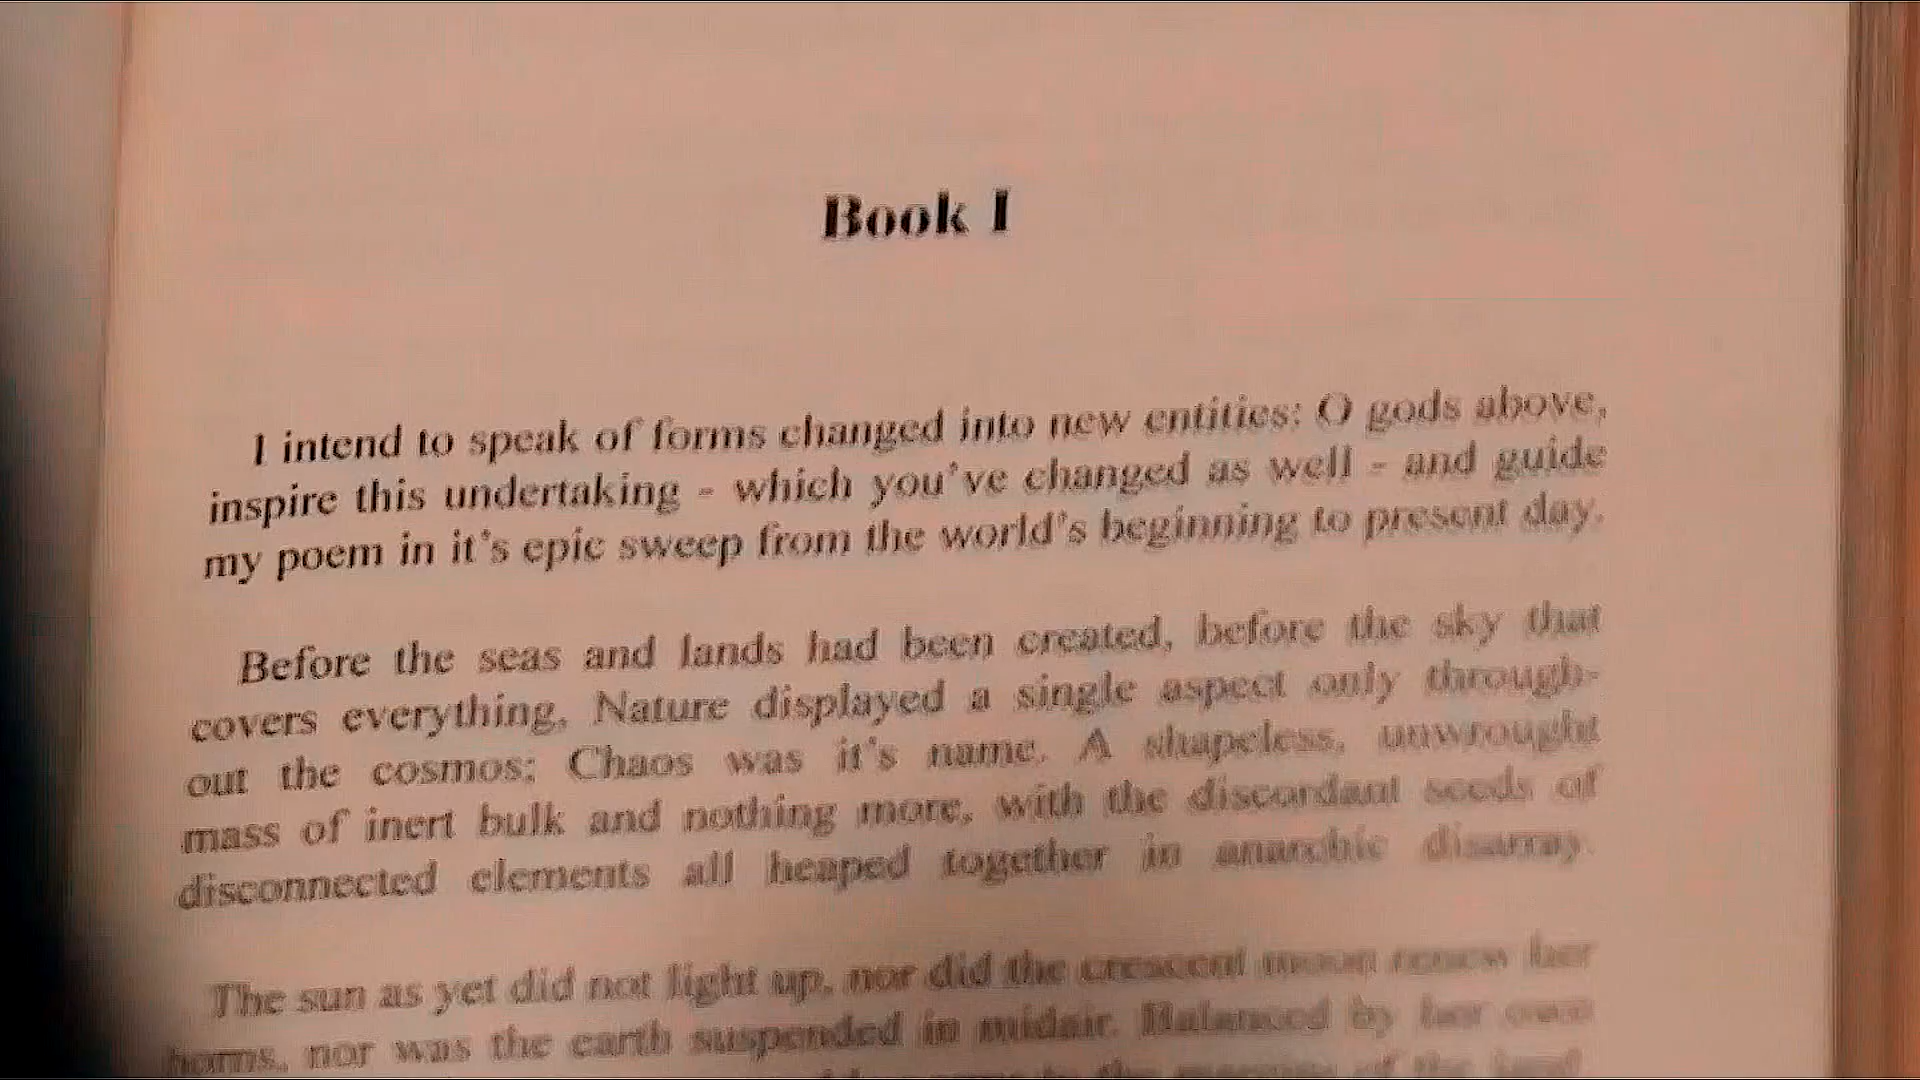 Book I
I intend to speak of forms changed into new entities; O gods above,
inspire this undertaking - which you've changed as well - and guide
my poem in it's epic sweep from the world's beginning to present day.
Before the seas and lands had been created, before the sky that
covers everything, Nature displayed a single aspect only through-
out the cosmos; Chaos was it's name. A shapeless, unwrought
mass of inert bulk and nothing more, with the discordant seeds of
disconnected elements all heaped together in anarchic disarray.
The sun as yet did not light up, nor did the crescent moon renew her
horns, nor was the earth suspended in midair. Balanced by her own